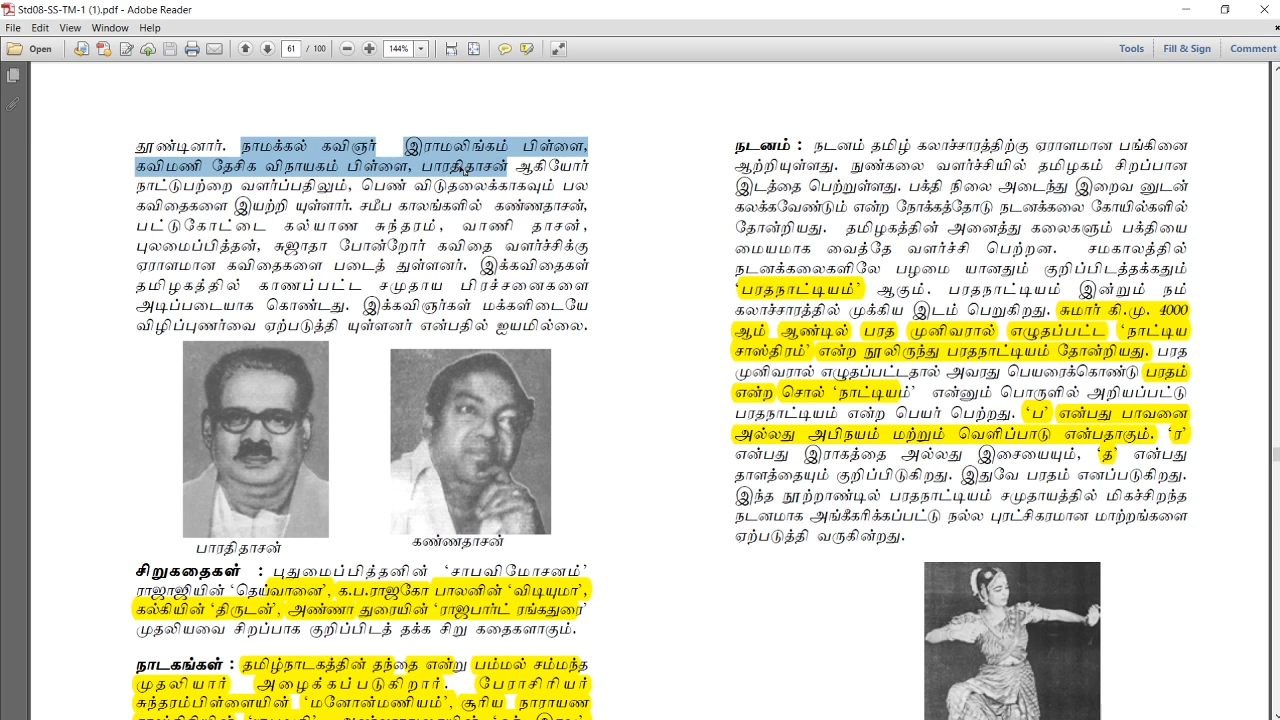 Std08-SS-TM-1 (1).pdf - Adobe Reader
File Edit View Window Help
Open 61 / 100 144% Tools Fill & Sign Comment
தூண்டினார். நாமக்கல் கவிஞர் இராமலிங்கம் பிள்ளை,
கவிமணி தேசிக விநாயகம் பிள்ளை, பாரதிதாசன் ஆகியோர்
நாட்டுபற்றை வளர்ப்பதிலும், பெண் விடுதலைக்காகவும் பல
கவிதைகளை இயற்றி யுள்ளார். சமீப காலங்களில் கண்ணதாசன்,
பட்டுகோட்டை கல்யாண சுந்தரம், வாணி தாசன்,
புலமைப்பித்தன், சுஜாதா போன்றோர் கவிதை வளர்ச்சிக்கு
ஏராளமான கவிதைகளை படைத் துள்ளனர். இக்கவிதைகள்
தமிழகத்தில் காணப்பட்ட சமுதாய பிரச்சனைகளை
அடிப்படையாக கொண்டது. இக்கவிஞர்கள் மக்களிடையே
விழிப்புணர்வை ஏற்படுத்தி யுள்ளனர் என்பதில் ஐயமில்லை.
பாரதிதாசன்
கண்ணதாசன்
சிறுகதைகள் : புதுமைப்பித்தனின் ‘சாபவிமோசனம்’
ராஜாஜியின் ‘தெய்வானை’, க.ப.ராஜகோ பாலனின் ‘விடியுமா’,
கல்கியின் ‘திருடன்’, அண்ணா துரையின் ‘ராஜபார்ட் ரங்கதுரை’
முதலியவை சிறப்பாக குறிப்பிடத் தக்க சிறு கதைகளாகும்.
நாடகங்கள் : தமிழ்நாடகத்தின் தந்தை என்று பம்மல் சம்மந்த
முதலியார் அழைக்கப்படுகிறார். பேராசிரியர்
சுந்தரம்பிள்ளையின் ‘மனோன்மணியம்’, சூரிய நாராயண
நடனம் : நடனம் தமிழ் கலாச்சாரத்திற்கு ஏராளமான பங்கினை
ஆற்றியுள்ளது. நுண்கலை வளர்ச்சியில் தமிழகம் சிறப்பான
இடத்தை பெற்றுள்ளது. பக்தி நிலை அடைந்து இறைவ னுடன்
கலக்கவேண்டும் என்ற நோக்கத்தோடு நடனக்கலை கோயில்களில்
தோன்றியது. தமிழகத்தின் அனைத்து கலைகளும் பக்தியை
மையமாக வைத்தே வளர்ச்சி பெற்றன. சமகாலத்தில்
நடனக்கலைகளிலே பழமை யானதும் குறிப்பிடத்தக்கதும்
‘பரதநாட்டியம்’ ஆகும். பரதநாட்டியம் இன்றும் நம்
கலாச்சாரத்தில் முக்கிய இடம் பெறுகிறது. சுமார் கி.மு. 4000
ஆம் ஆண்டில் பரத முனிவரால் எழுதப்பட்ட ‘நாட்டிய
சாஸ்திரம்’ என்ற நூலிருந்து பரதநாட்டியம் தோன்றியது. பரத
முனிவரால் எழுதப்பட்டதால் அவரது பெயரைக்கொண்டு பரதம்
என்ற சொல் ‘நாட்டியம்’ என்னும் பொருளில் அறியப்பட்டு
பரதநாட்டியம் என்ற பெயர் பெற்றது. ‘ப’ என்பது பாவனை
அல்லது அபிநயம் மற்றும் வெளிப்பாடு என்பதாகும். ‘ர’
என்பது இராகத்தை அல்லது இசையையும், ‘த’ என்பது
தாளத்தையும் குறிப்பிடுகிறது. இதுவே பரதம் எனப்படுகிறது.
இந்த நூற்றாண்டில் பரதநாட்டியம் சமுதாயத்தில் மிகச்சிறந்த
நடனமாக அங்கீகரிக்கப்பட்டு நல்ல புரட்சிகரமான மாற்றங்களை
ஏற்படுத்தி வருகின்றது.